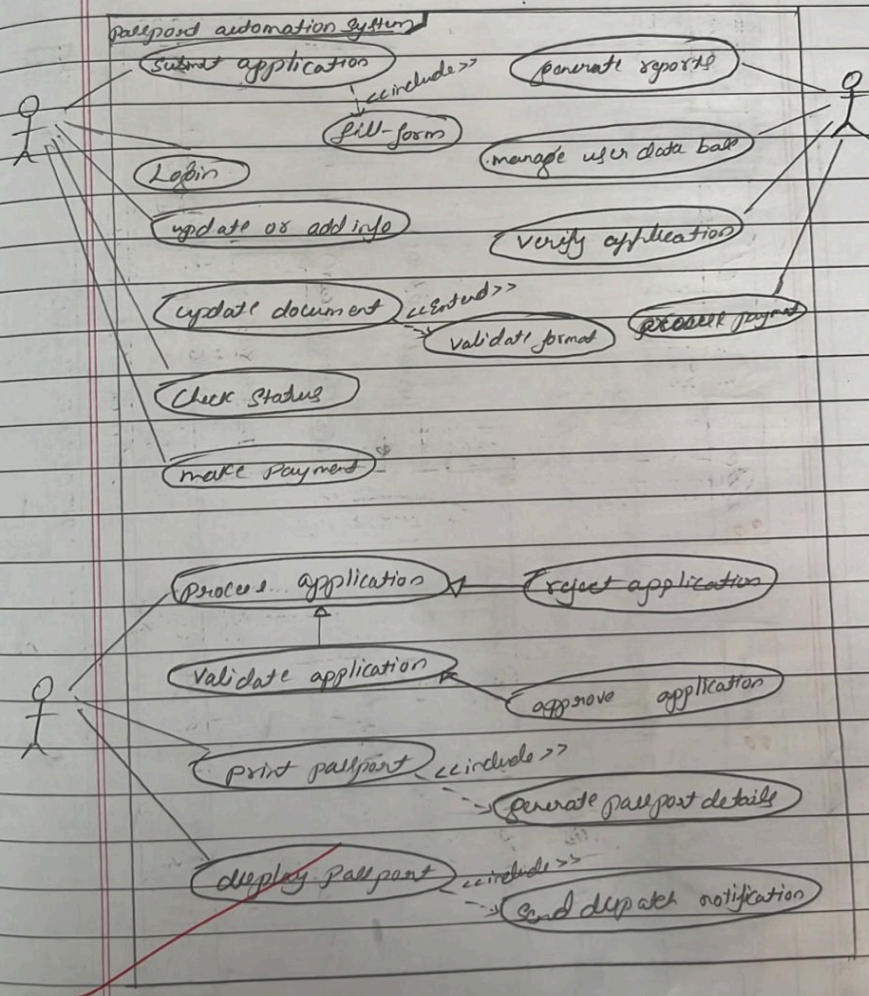 passport automation system
submit application
<<include>>
generate reports
fill-form
manage user data base
Login
update or add info
verify application
update document
<<Extend>>
validate format
payment
Check Status
make Payment
process application
reject application
validate application
approve application
print passport
<<include>>
generate passport details
passport
<<include>>
send dispatch notification